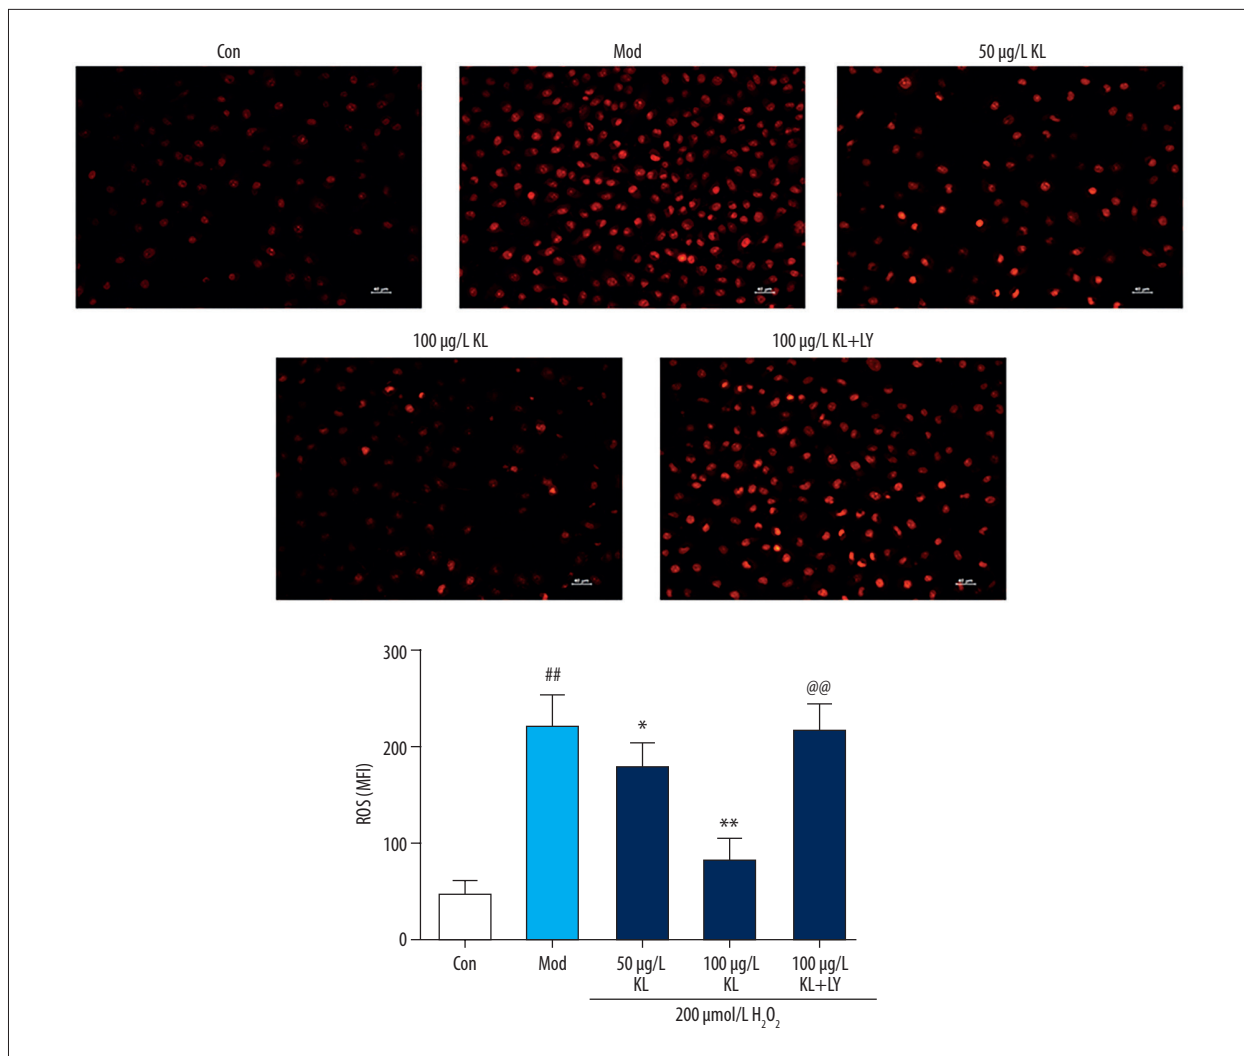 Con
Mod
50 µg/L KL
100 µg/L KL
100 µg/L KL+LY
300
200
100
0
ROS (MFI)
##
*
**
@@
Con
Mod
50 µg/L
KL
100 µg/L
KL
100 µg/L
KL+LY
200 µmol/L H₂O₂